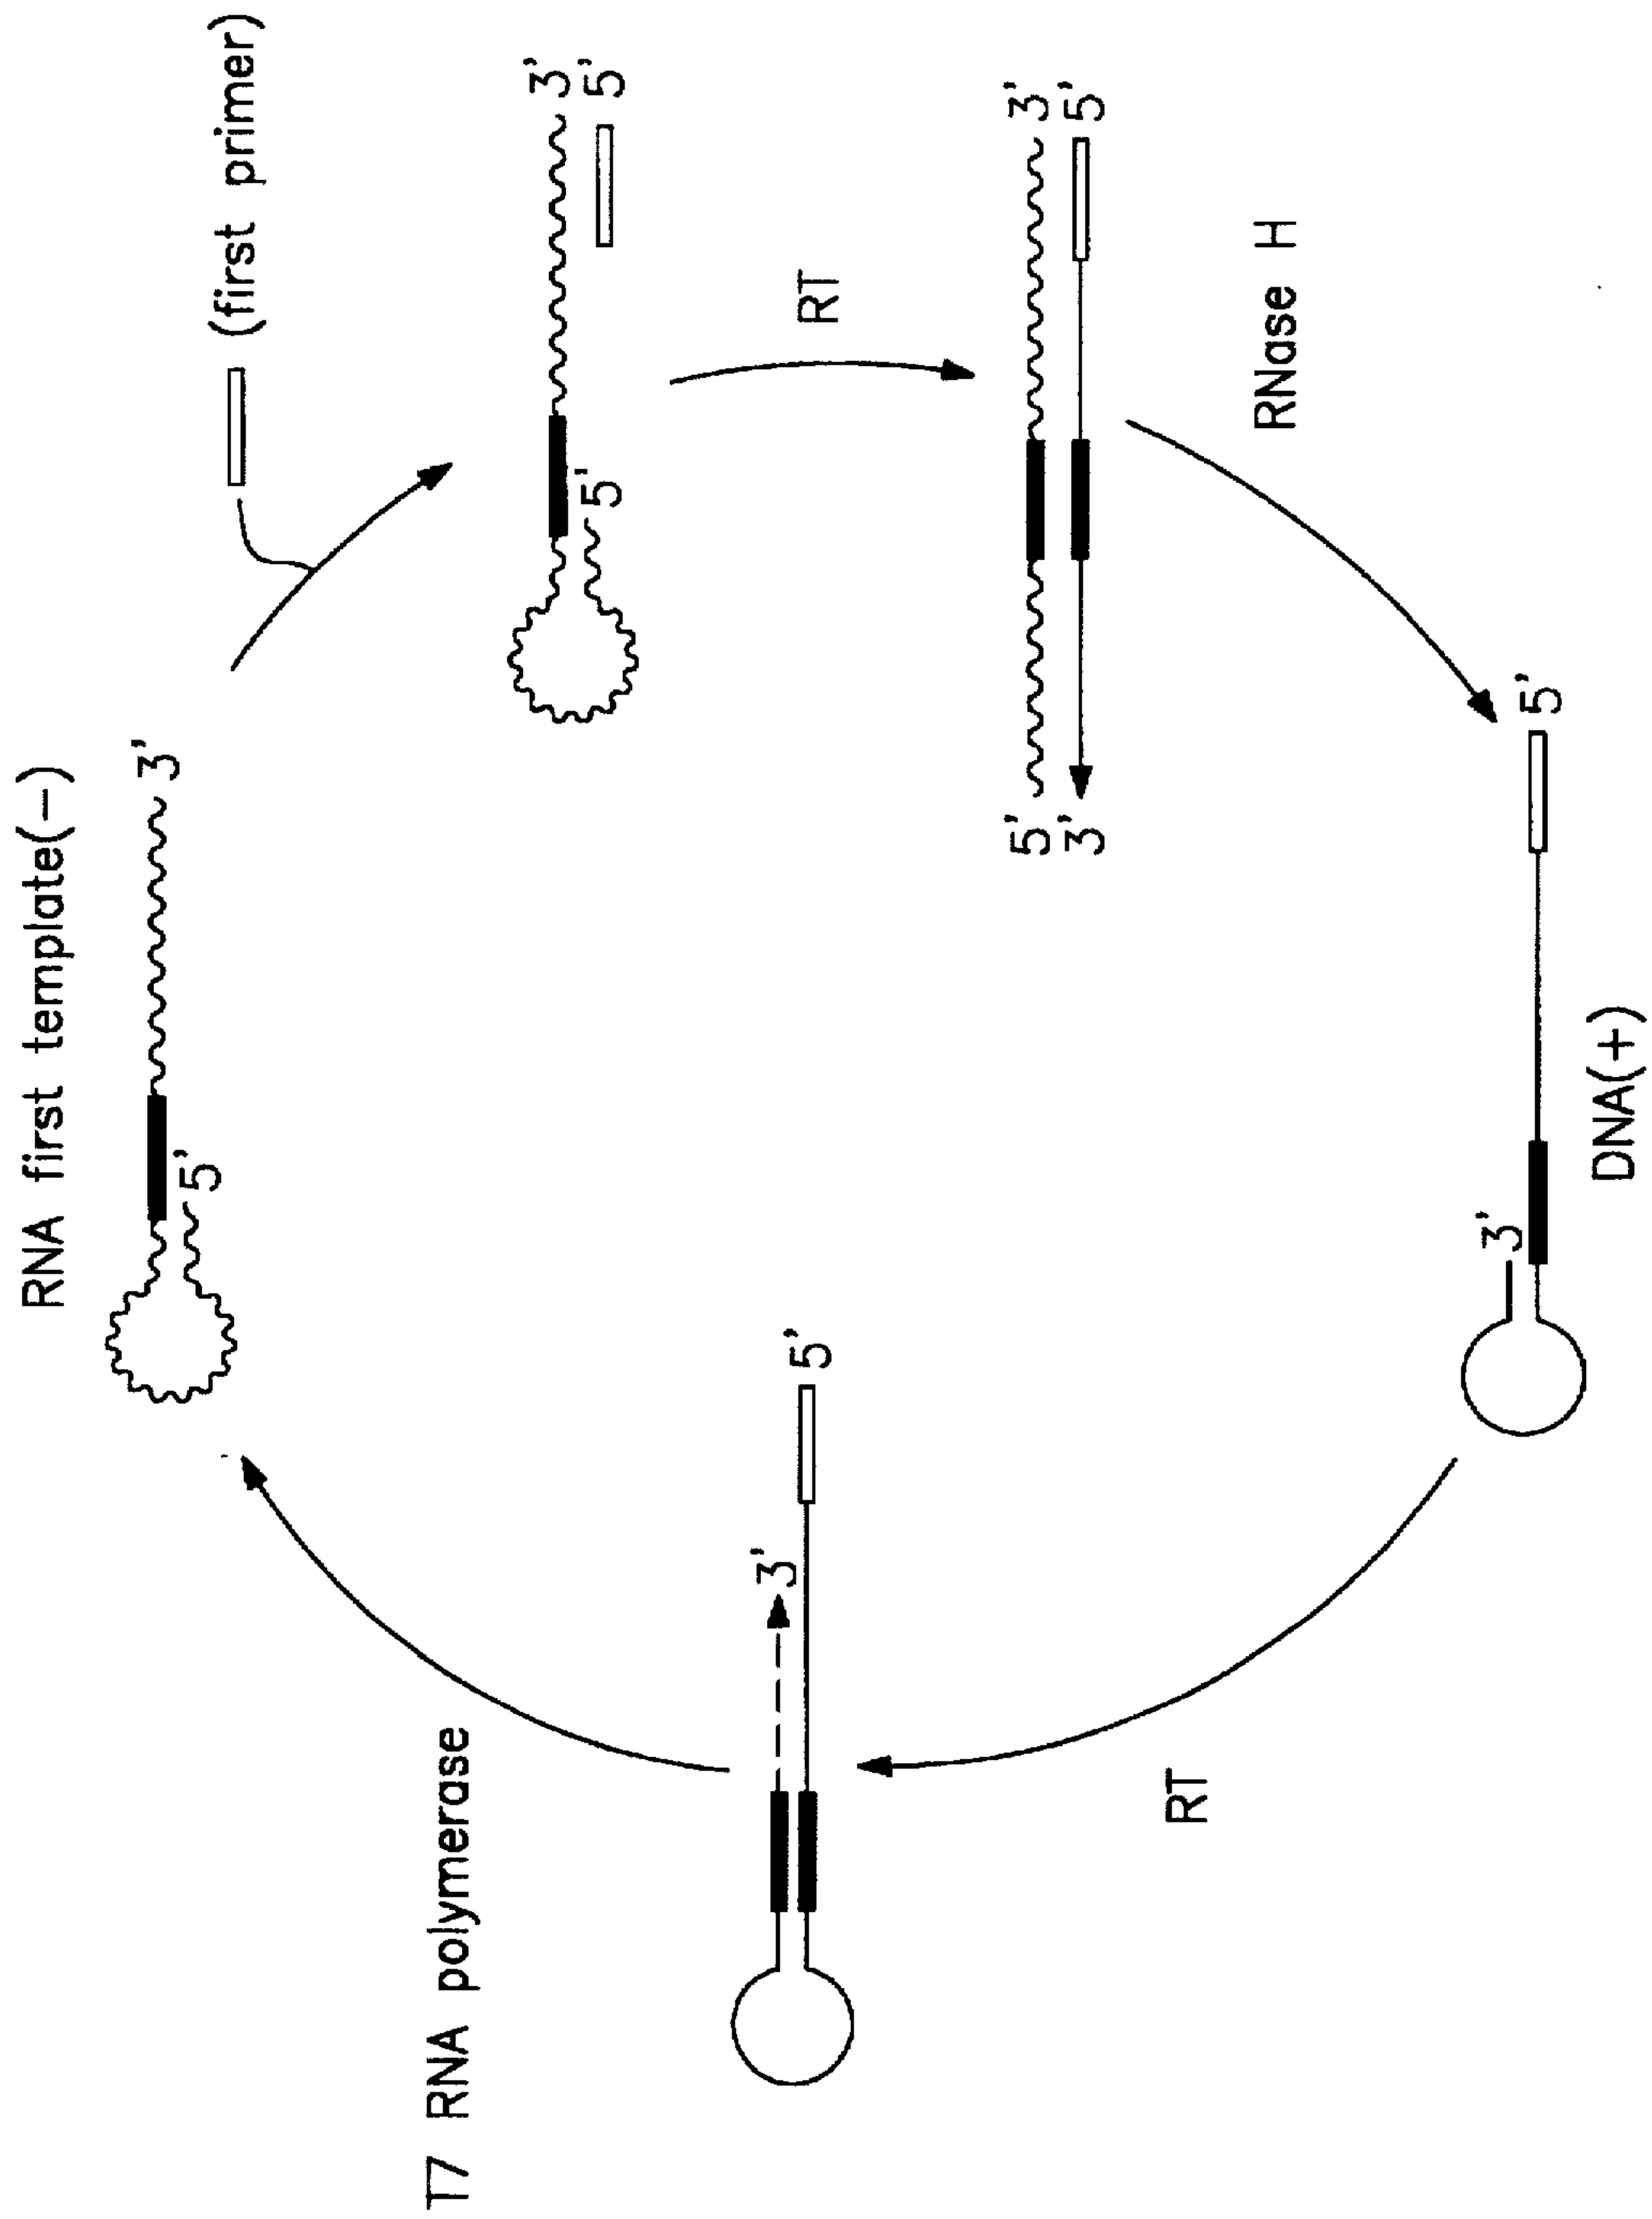 RNA first template(−)
3'
5'
(first primer)
3'
5'
5'
RT
5'
3'
3'
5'
RNase H
3'
5'
DNA(+)
RT
3'
5'
T7 RNA polymerase